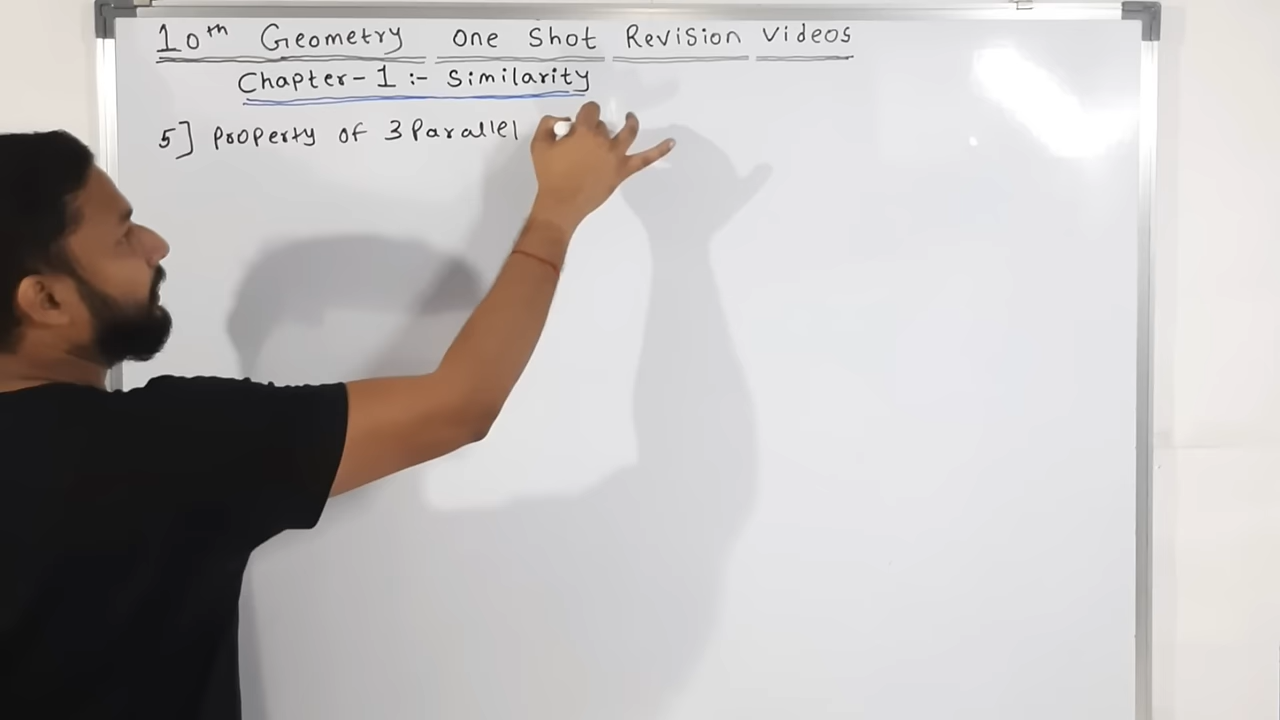 10th Geometry one Shot Revision Videos
Chapter-1 :- Similarity
5] Property of 3 Parallel